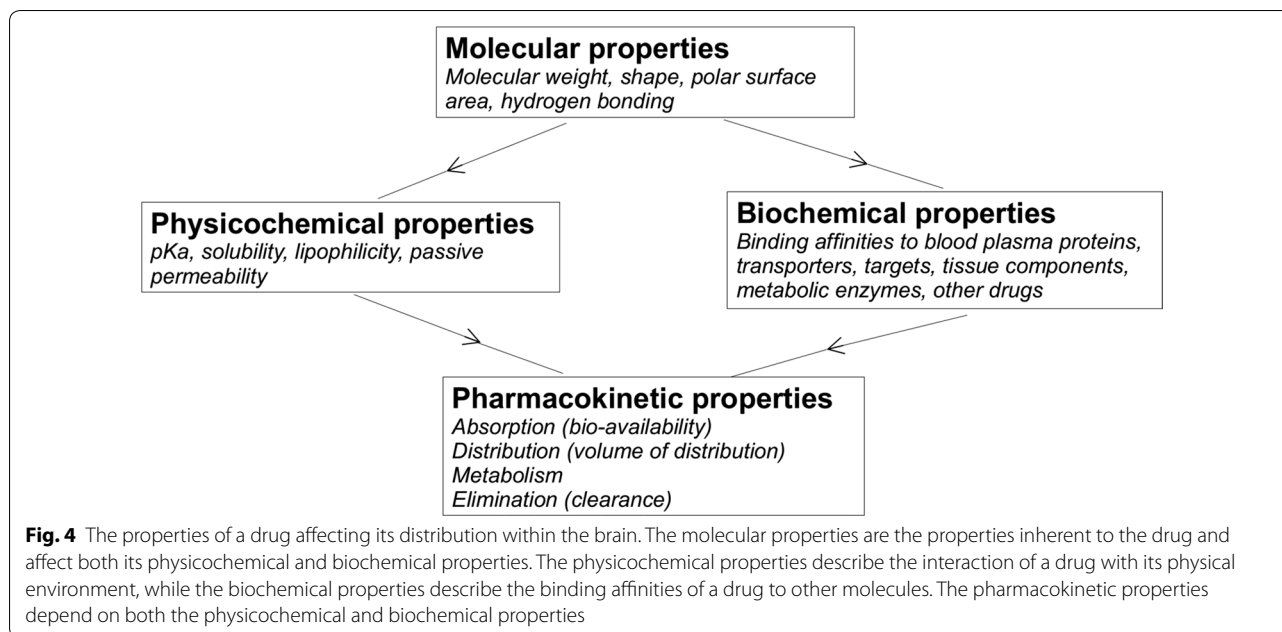 Molecular properties
Molecular weight, shape, polar surface
area, hydrogen bonding
Physicochemical properties
pKa, solubility, lipophilicity, passive
permeability
Biochemical properties
Binding affinities to blood plasma proteins,
transporters, targets, tissue components,
metabolic enzymes, other drugs
Pharmacokinetic properties
Absorption (bio-availability)
Distribution (volume of distribution)
Metabolism
Elimination (clearance)
Fig. 4 The properties of a drug affecting its distribution within the brain. The molecular properties are the properties inherent to the drug and
affect both its physicochemical and biochemical properties. The physicochemical properties describe the interaction of a drug with its physical
environment, while the biochemical properties describe the binding affinities of a drug to other molecules. The pharmacokinetic properties
depend on both the physicochemical and biochemical properties